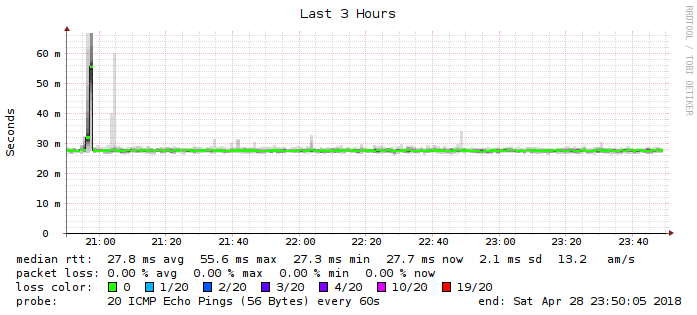 Last 3 Hours
RRDTOOL / TOBI OETIKER
Seconds
60 m
50 m
40 m
30 m
20 m
10 m
0
21:00 21:20 21:40 22:00 22:20 22:40 23:00 23:20 23:40
median rtt: 27.8 ms avg 55.6 ms max 27.3 ms min 27.7 ms now 2.1 ms sd 13.2 am/s
packet loss: 0.00 % avg 0.00 % max 0.00 % min 0.00 % now
loss color: 0 1/20 2/20 3/20 4/20 10/20 19/20
probe: 20 ICMP Echo Pings (56 Bytes) every 60s end: Sat Apr 28 23:50:05 2018